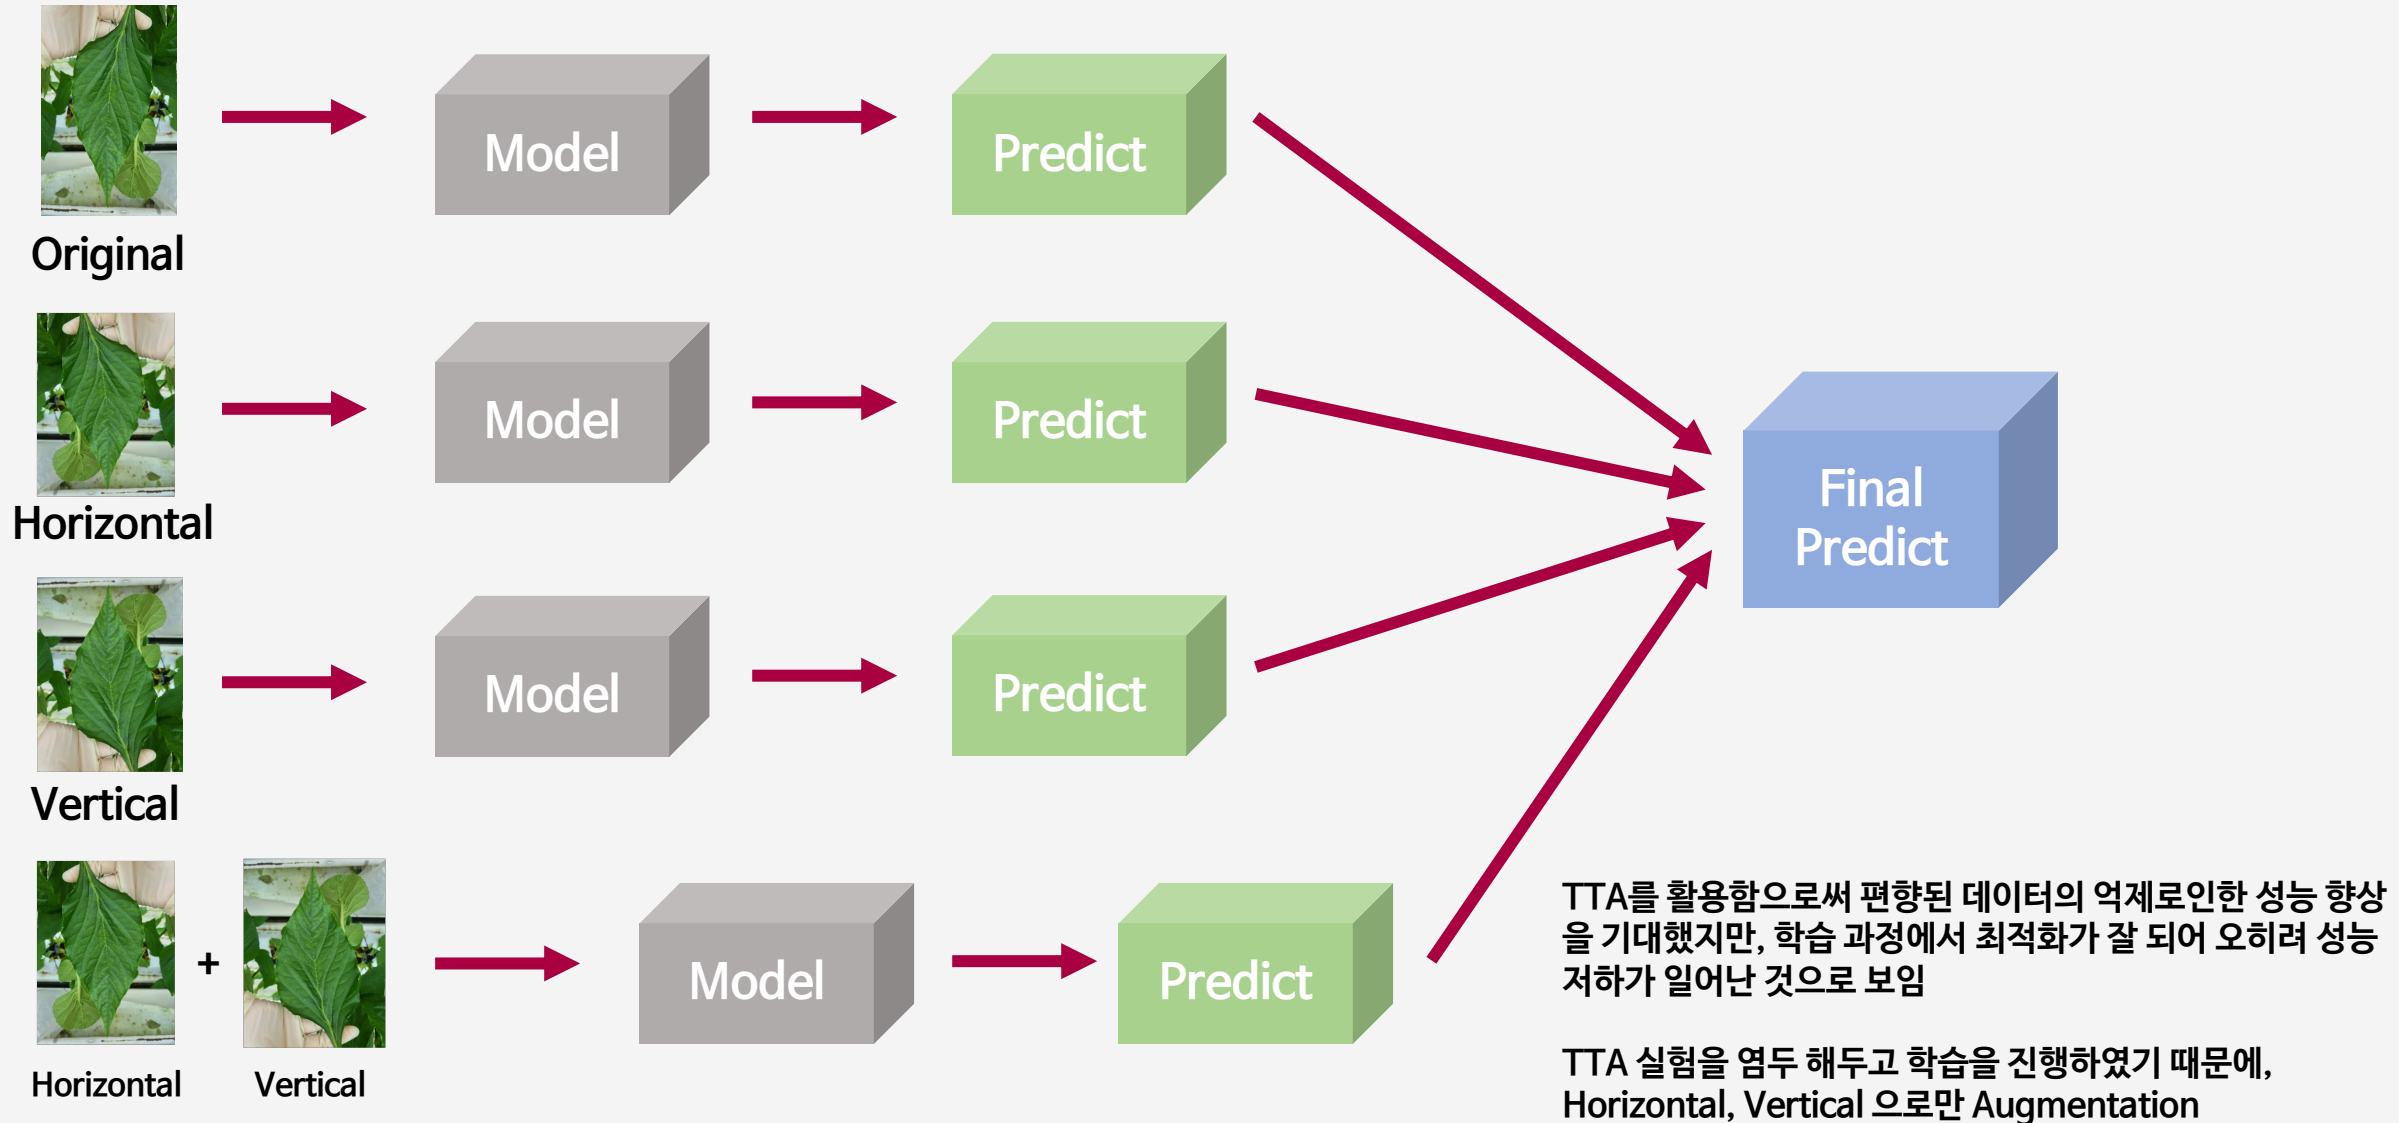 Model
Predict
Original
Model
Predict
Horizontal
Final
Predict
Model
Predict
Vertical
+
Model
Predict
Horizontal
Vertical
TTA를 활용함으로써 편향된 데이터의 억제로인한 성능 향상
을 기대했지만, 학습 과정에서 최적화가 잘 되어 오히려 성능
저하가 일어난 것으로 보임
TTA 실험을 염두 해두고 학습을 진행하였기 때문에,
Horizontal, Vertical 으로만 Augmentation